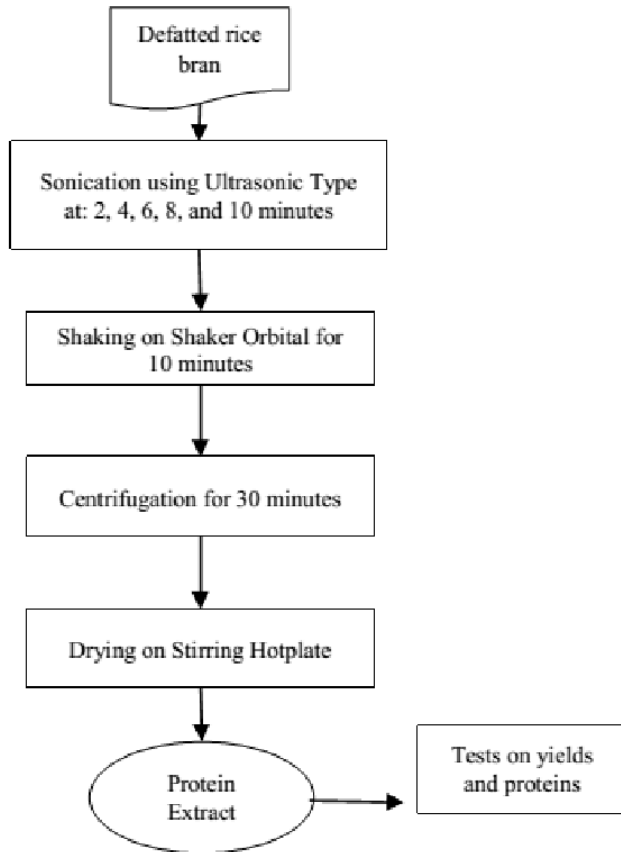 Defatted rice
bran
Sonication using Ultrasonic Type
at: 2, 4, 6, 8, and 10 minutes
Shaking on Shaker Orbital for
10 minutes
Centrifugation for 30 minutes
Drying on Stirring Hotplate
Protein
Extract
Tests on yields
and proteins